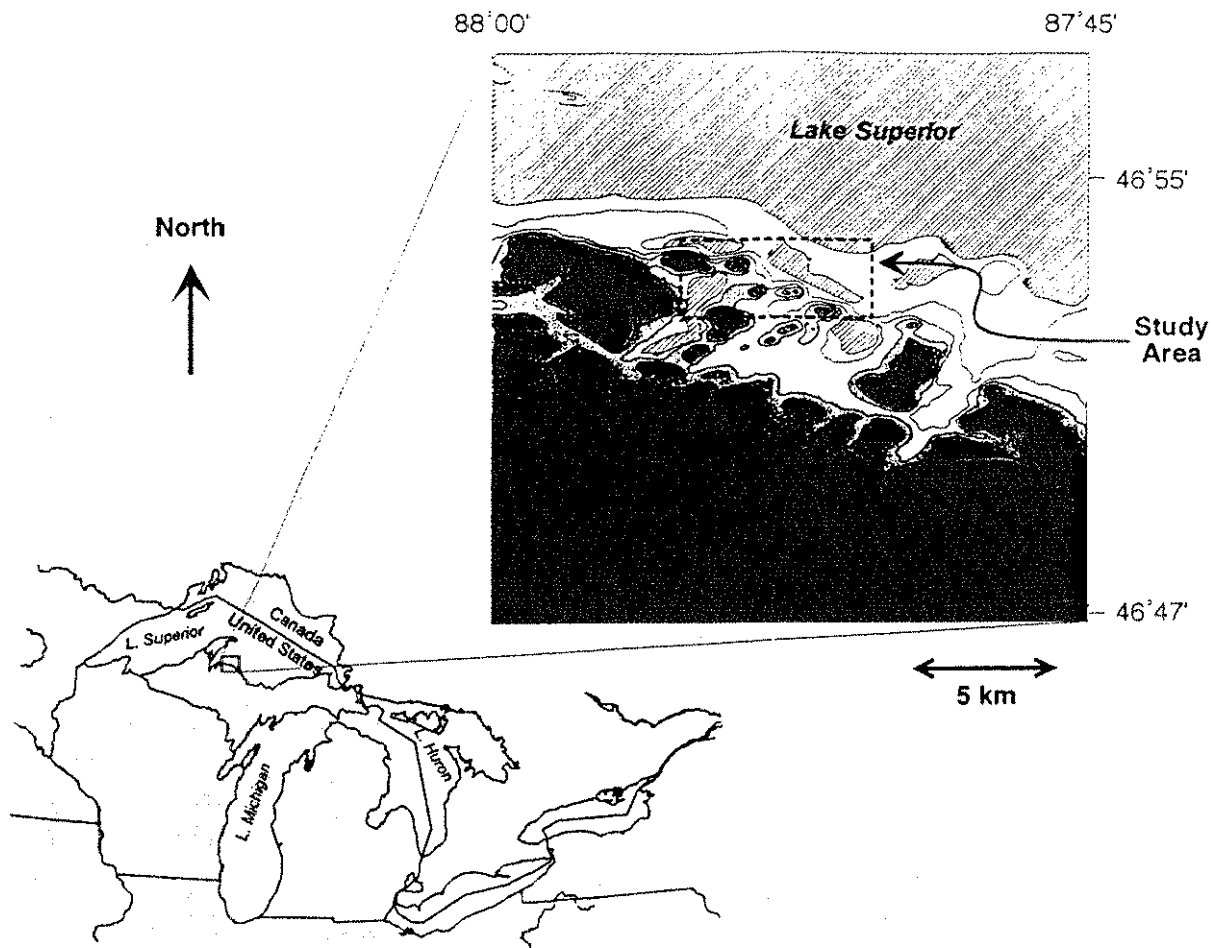 88°00' 87°45'
Lake Superior
46°55'
North
Study
Area
46°47'
5 km
Canada
United States
L. Superior
L. Michigan
Huron